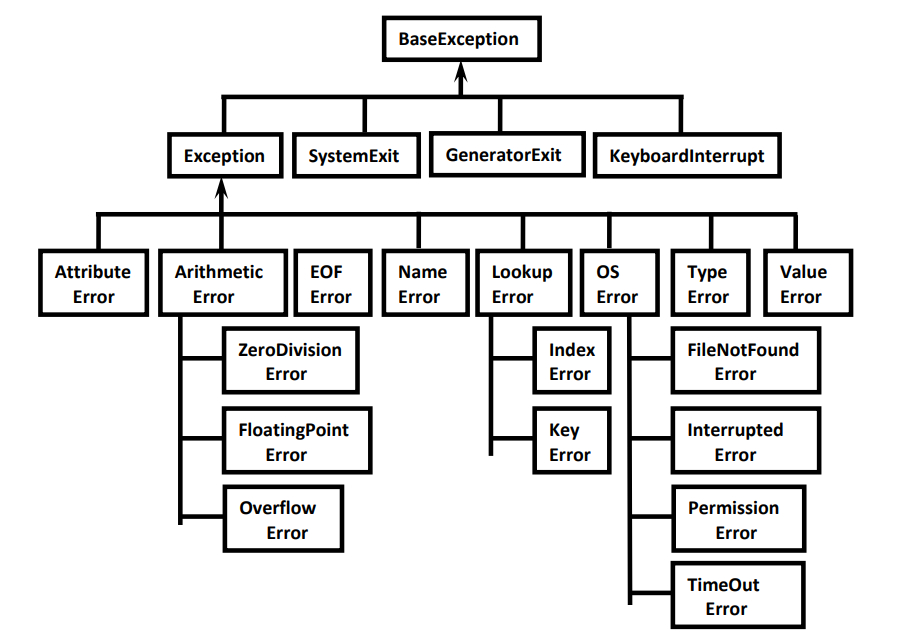 BaseException
Exception
SystemExit
GeneratorExit
KeyboardInterrupt
Attribute
Error
Arithmetic
Error
EOF
Error
Name
Error
Lookup
Error
OS
Error
Type
Error
Value
Error
ZeroDivision
Error
FloatingPoint
Error
Overflow
Error
Index
Error
Key
Error
FileNotFound
Error
Interrupted
Error
Permission
Error
TimeOut
Error